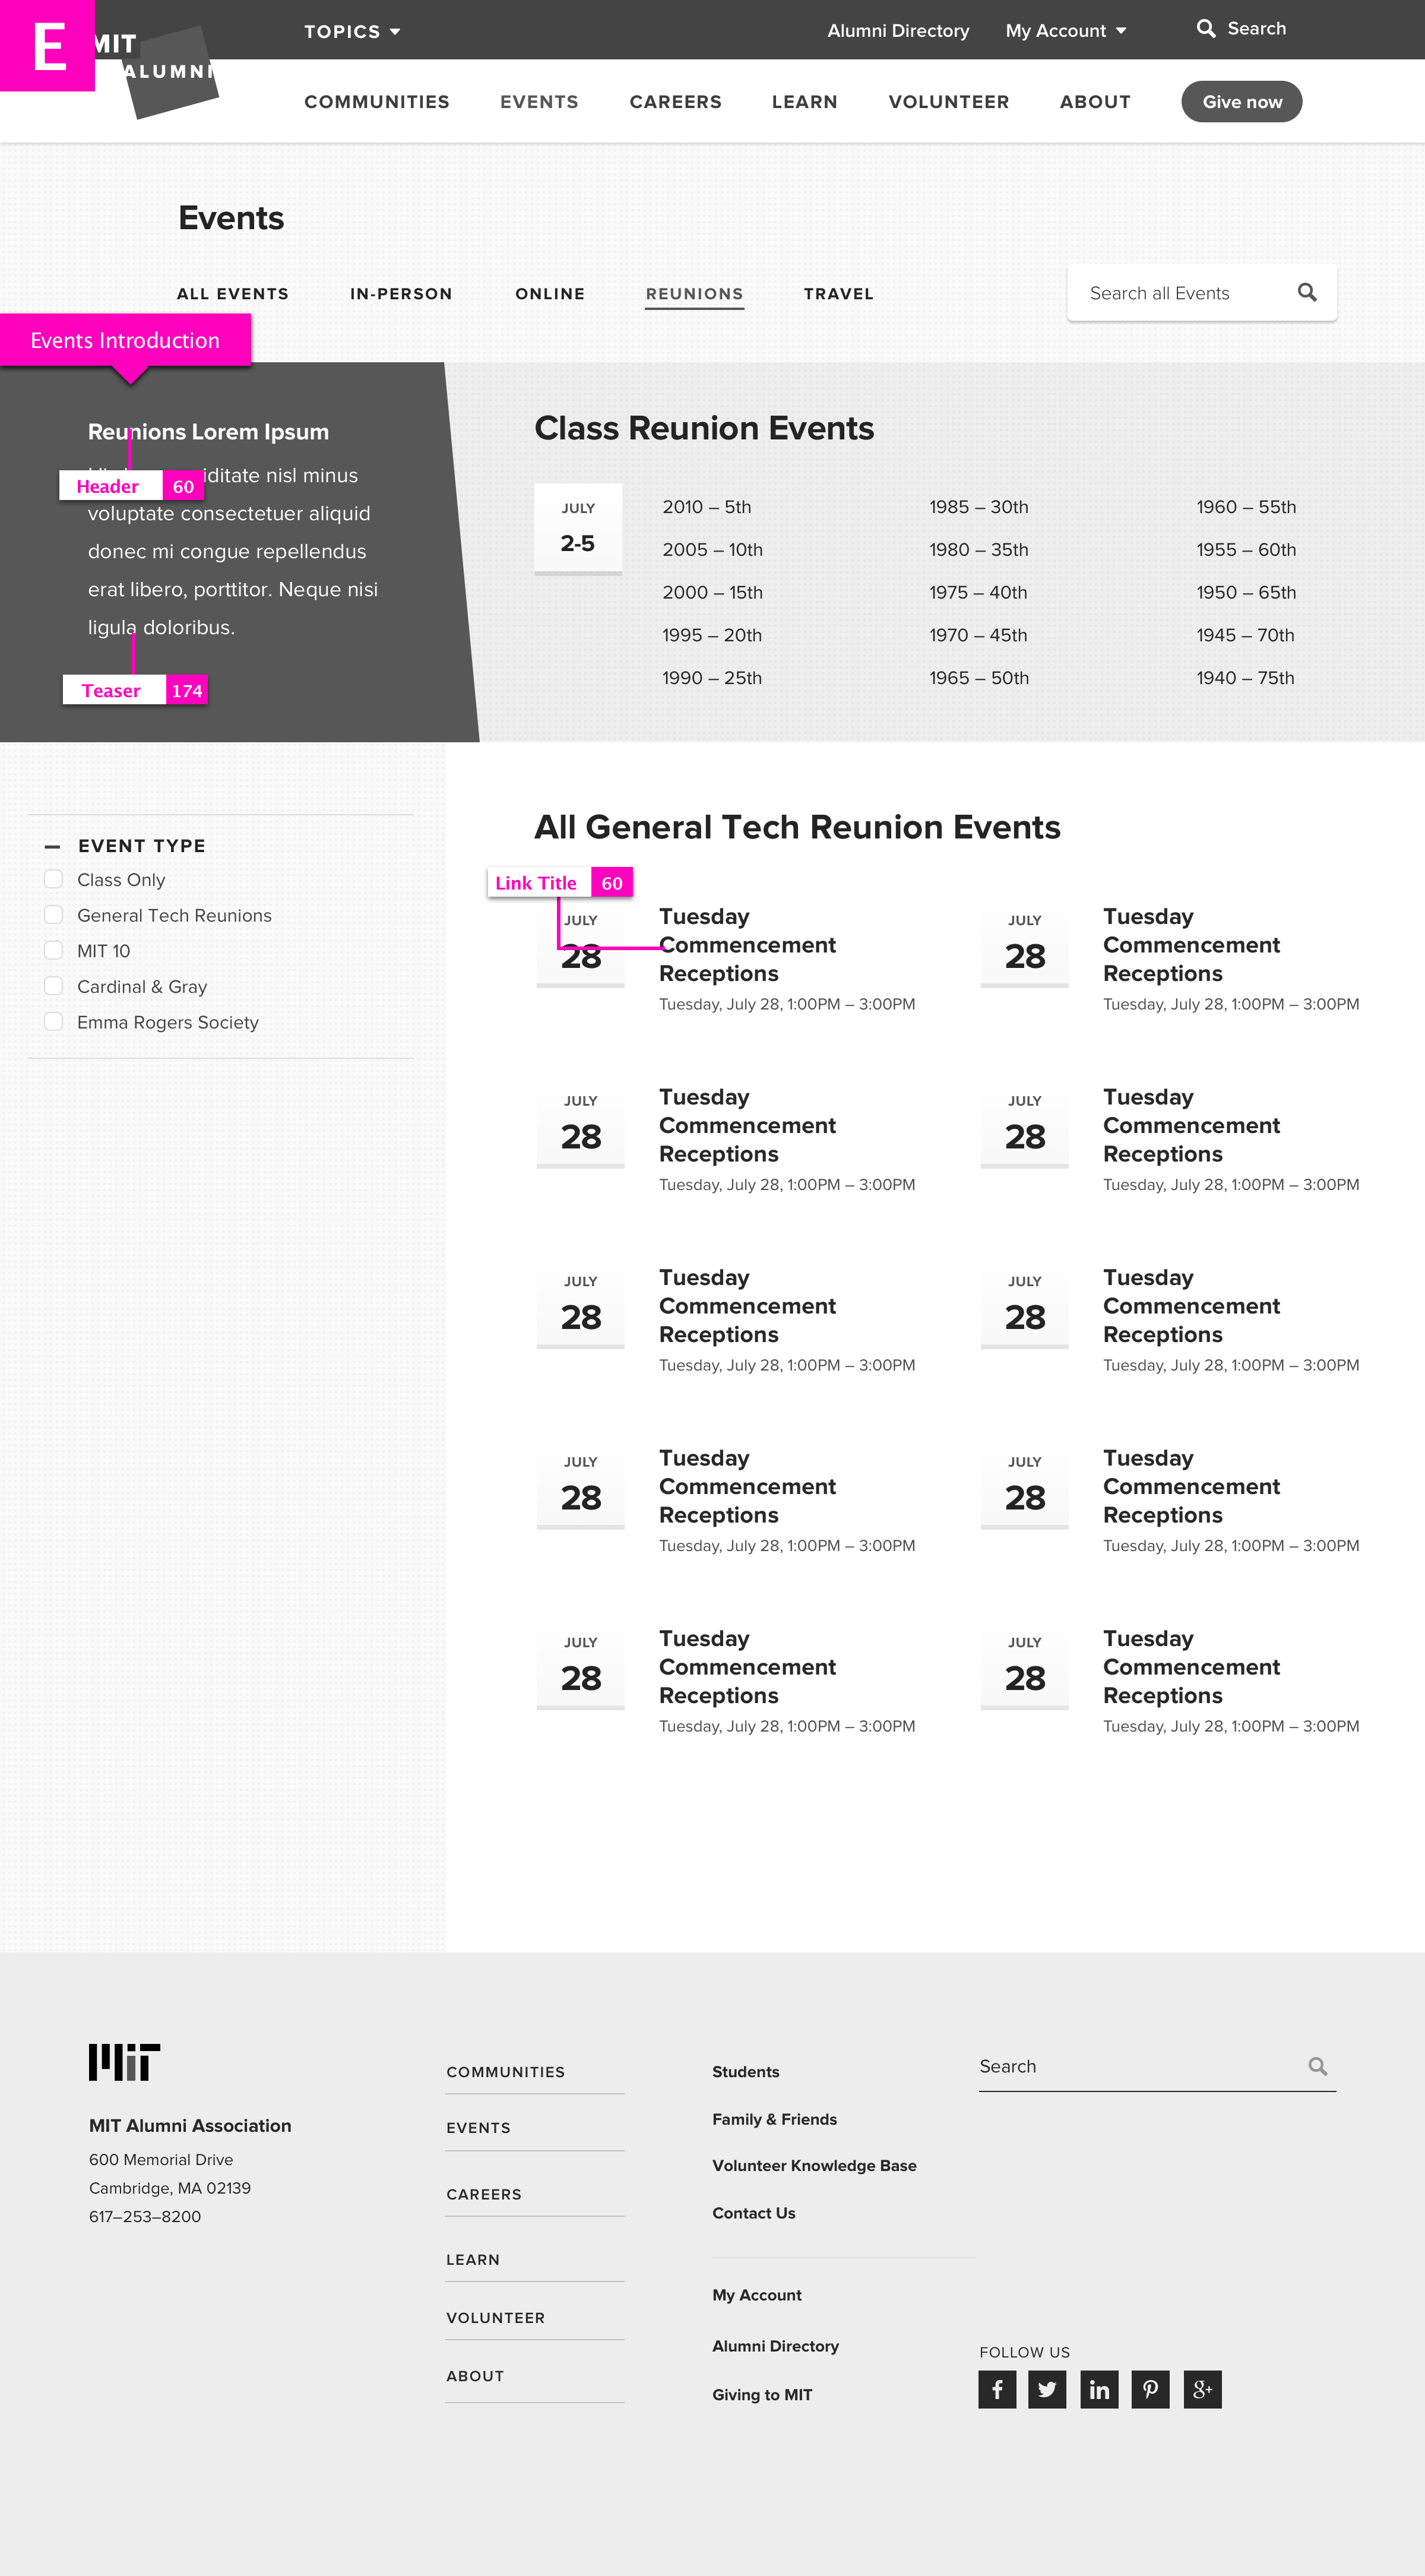 E
MIT
ALUMNI
TOPICS
Alumni Directory
My Account
Search
COMMUNITIES
EVENTS
CAREERS
LEARN
VOLUNTEER
ABOUT
Give now
Events
ALL EVENTS
IN-PERSON
ONLINE
REUNIONS
TRAVEL
Search all Events
Events Introduction
Reunions Lorem Ipsum
iditate nisl minus
Header 60
voluptate consectetuer aliquid
donec mi congue repellendus
erat libero, porttitor. Neque nisi
ligula doloribus.
Teaser 174
Class Reunion Events
JULY
2-5
2010 – 5th
2005 – 10th
2000 – 15th
1995 – 20th
1990 – 25th
1985 – 30th
1980 – 35th
1975 – 40th
1970 – 45th
1965 – 50th
1960 – 55th
1955 – 60th
1950 – 65th
1945 – 70th
1940 – 75th
EVENT TYPE
Class Only
General Tech Reunions
MIT 10
Cardinal & Gray
Emma Rogers Society
All General Tech Reunion Events
Link Title 60
JULY
28
Tuesday
Commencement
Receptions
Tuesday, July 28, 1:00PM – 3:00PM
JULY
28
Tuesday
Commencement
Receptions
Tuesday, July 28, 1:00PM – 3:00PM
JULY
28
Tuesday
Commencement
Receptions
Tuesday, July 28, 1:00PM – 3:00PM
JULY
28
Tuesday
Commencement
Receptions
Tuesday, July 28, 1:00PM – 3:00PM
JULY
28
Tuesday
Commencement
Receptions
Tuesday, July 28, 1:00PM – 3:00PM
JULY
28
Tuesday
Commencement
Receptions
Tuesday, July 28, 1:00PM – 3:00PM
JULY
28
Tuesday
Commencement
Receptions
Tuesday, July 28, 1:00PM – 3:00PM
JULY
28
Tuesday
Commencement
Receptions
Tuesday, July 28, 1:00PM – 3:00PM
JULY
28
Tuesday
Commencement
Receptions
Tuesday, July 28, 1:00PM – 3:00PM
JULY
28
Tuesday
Commencement
Receptions
Tuesday, July 28, 1:00PM – 3:00PM
MIT
MIT Alumni Association
600 Memorial Drive
Cambridge, MA 02139
617–253–8200
COMMUNITIES
EVENTS
CAREERS
LEARN
VOLUNTEER
ABOUT
Students
Family & Friends
Volunteer Knowledge Base
Contact Us
My Account
Alumni Directory
Giving to MIT
Search
FOLLOW US